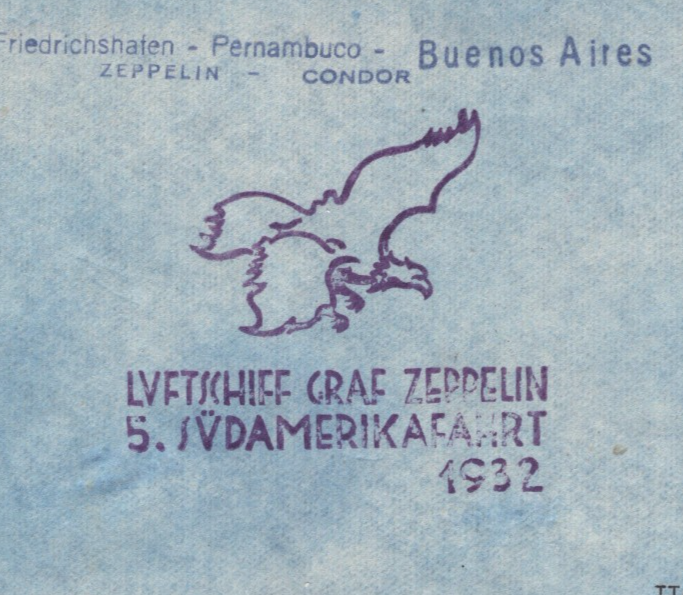 Friedrichshafen - Pernambuco - Buenos Aires
ZEPPELIN - CONDOR
LVFTSCHIFF GRAF ZEPPELIN
5. SÜDAMERIKAFAHRT
1932